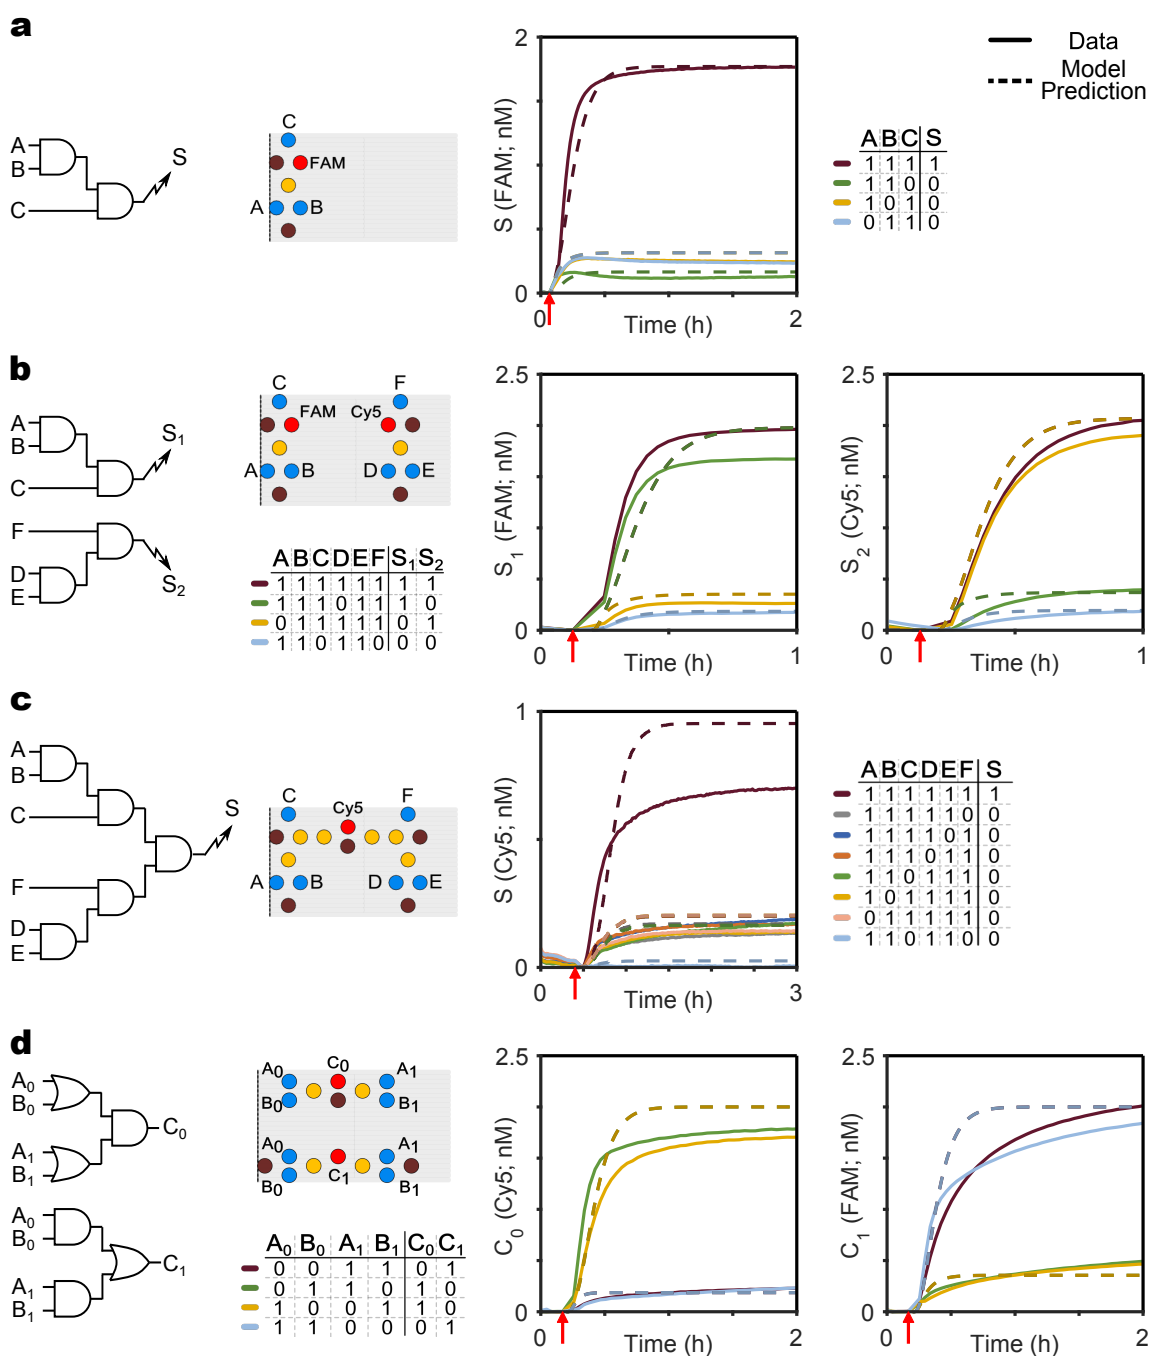 a
Data
Model
Prediction
A
B
C
S
C
FAM
A
B
2
S (FAM; nM)
0
0
Time (h)
2
A B C S
1 1 1 1
1 1 0 0
1 0 1 0
0 1 1 0
b
A
B
C
S1
F
D
E
S2
C
F
FAM
Cy5
A
B
D
E
A B C D E F S1 S2
1 1 1 1 1 1 1 1
1 1 1 0 1 1 1 0
0 1 1 1 1 1 0 1
1 1 0 1 1 0 0 0
2.5
S1 (FAM; nM)
0
0
Time (h)
1
2.5
S2 (Cy5; nM)
0
0
Time (h)
1
c
A
B
C
S
F
D
E
C
Cy5
F
A
B
D
E
1
S (Cy5; nM)
0
0
Time (h)
3
A B C D E F S
1 1 1 1 1 1 1
1 1 1 1 1 0 0
1 1 1 1 0 1 0
1 1 1 0 1 1 0
1 1 0 1 1 1 0
1 0 1 1 1 1 0
0 1 1 1 1 1 0
1 1 0 1 1 0 0
d
A0
B0
A1
B1
C0
A0
B0
A1
B1
C1
A0
C0
A1
B0
B1
A0
A1
C1
B0
B1
A0 B0 A1 B1 C0 C1
0 0 1 1 0 1
0 1 1 0 1 0
1 0 0 1 1 0
1 1 0 0 0 1
2.5
C0 (Cy5; nM)
0
0
Time (h)
2
2.5
C1 (FAM; nM)
0
0
Time (h)
2